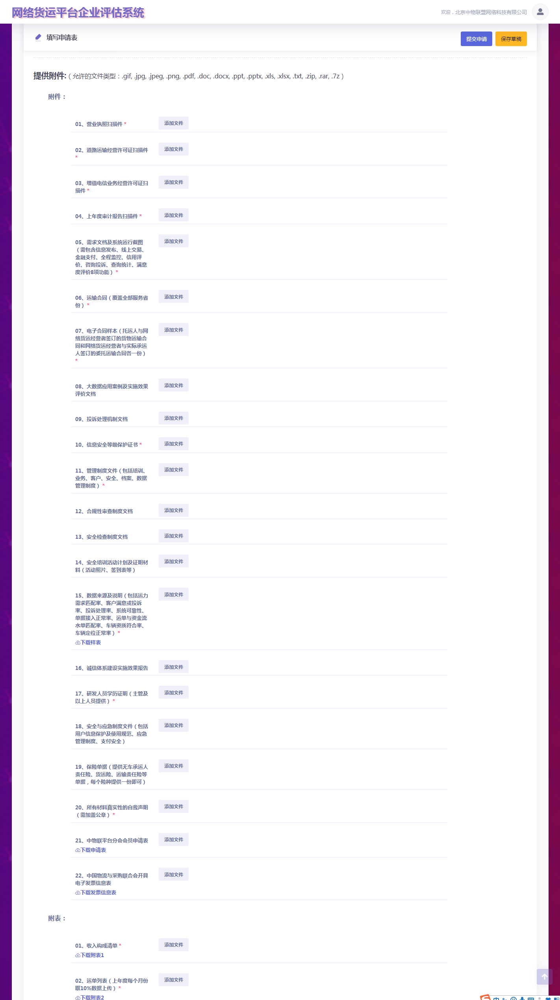 网络货运平台企业评估系统
欢迎，北京中物联盟网络科技有限公司
填写申请表
提交申请
保存草稿
提供附件:（允许的文件类型：.gif, .jpg, .jpeg, .png, .pdf, .doc, .docx, .ppt, .pptx, .xls, .xlsx, .txt, .zip, .rar, .7z）
附件：
01、营业执照扫描件 *
添加文件
02、道路运输经营许可证扫描件
*
添加文件
03、增值电信业务经营许可证扫
描件 *
添加文件
04、上年度审计报告扫描件 *
添加文件
05、需求文档及系统运行截图
（需包含信息发布、线上交易、
金融支付、全程监控、信用评
价、咨询投诉、查询统计、满意
度评价8项功能） *
添加文件
06、运输合同（覆盖全部服务省
份） *
添加文件
07、电子合同样本（托运人与网
络货运经营者签订的货物运输合
同和网络货运经营者与实际承运
人签订的委托运输合同各一份）
*
添加文件
08、大数据应用案例及实施效果
评价文档
添加文件
09、投诉处理机制文档
添加文件
10、信息安全等级保护证书 *
添加文件
11、管理制度文件（包括培训、
业务、客户、安全、档案、数据
管理制度） *
添加文件
12、合规性审查制度文档
添加文件
13、安全检查制度文档
添加文件
14、安全培训活动计划及证明材
料（活动照片、签到表等）
添加文件
15、数据来源及说明（包括运力
需求匹配率、客户满意或投诉
率、投诉处理率、系统可靠性、
单据接入正常率、运单与资金流
水单匹配率、车辆资质符合率、
车辆定位正常率） *
下载样表
添加文件
16、诚信体系建设实施效果报告
添加文件
17、研发人员学历证明（主管及
以上人员提供） *
添加文件
18、安全与应急制度文件（包括
用户信息保护及使用规范、应急
管理制度、支付安全）
添加文件
19、保险单据（提供无车承运人
责任险、货运险、运输责任险等
单据，每个险种提供一份即可）
添加文件
20、所有材料真实性的自我声明
（需加盖公章） *
添加文件
21、中物联平台分会会员申请表
下载申请表
添加文件
22、中国物流与采购联合会开具
电子发票信息表
下载发票信息表
添加文件
附表：
01、收入构成清单 *
下载附表1
添加文件
02、运单列表（上年度每个月份
取10%数据上传） *
下载附表2
添加文件